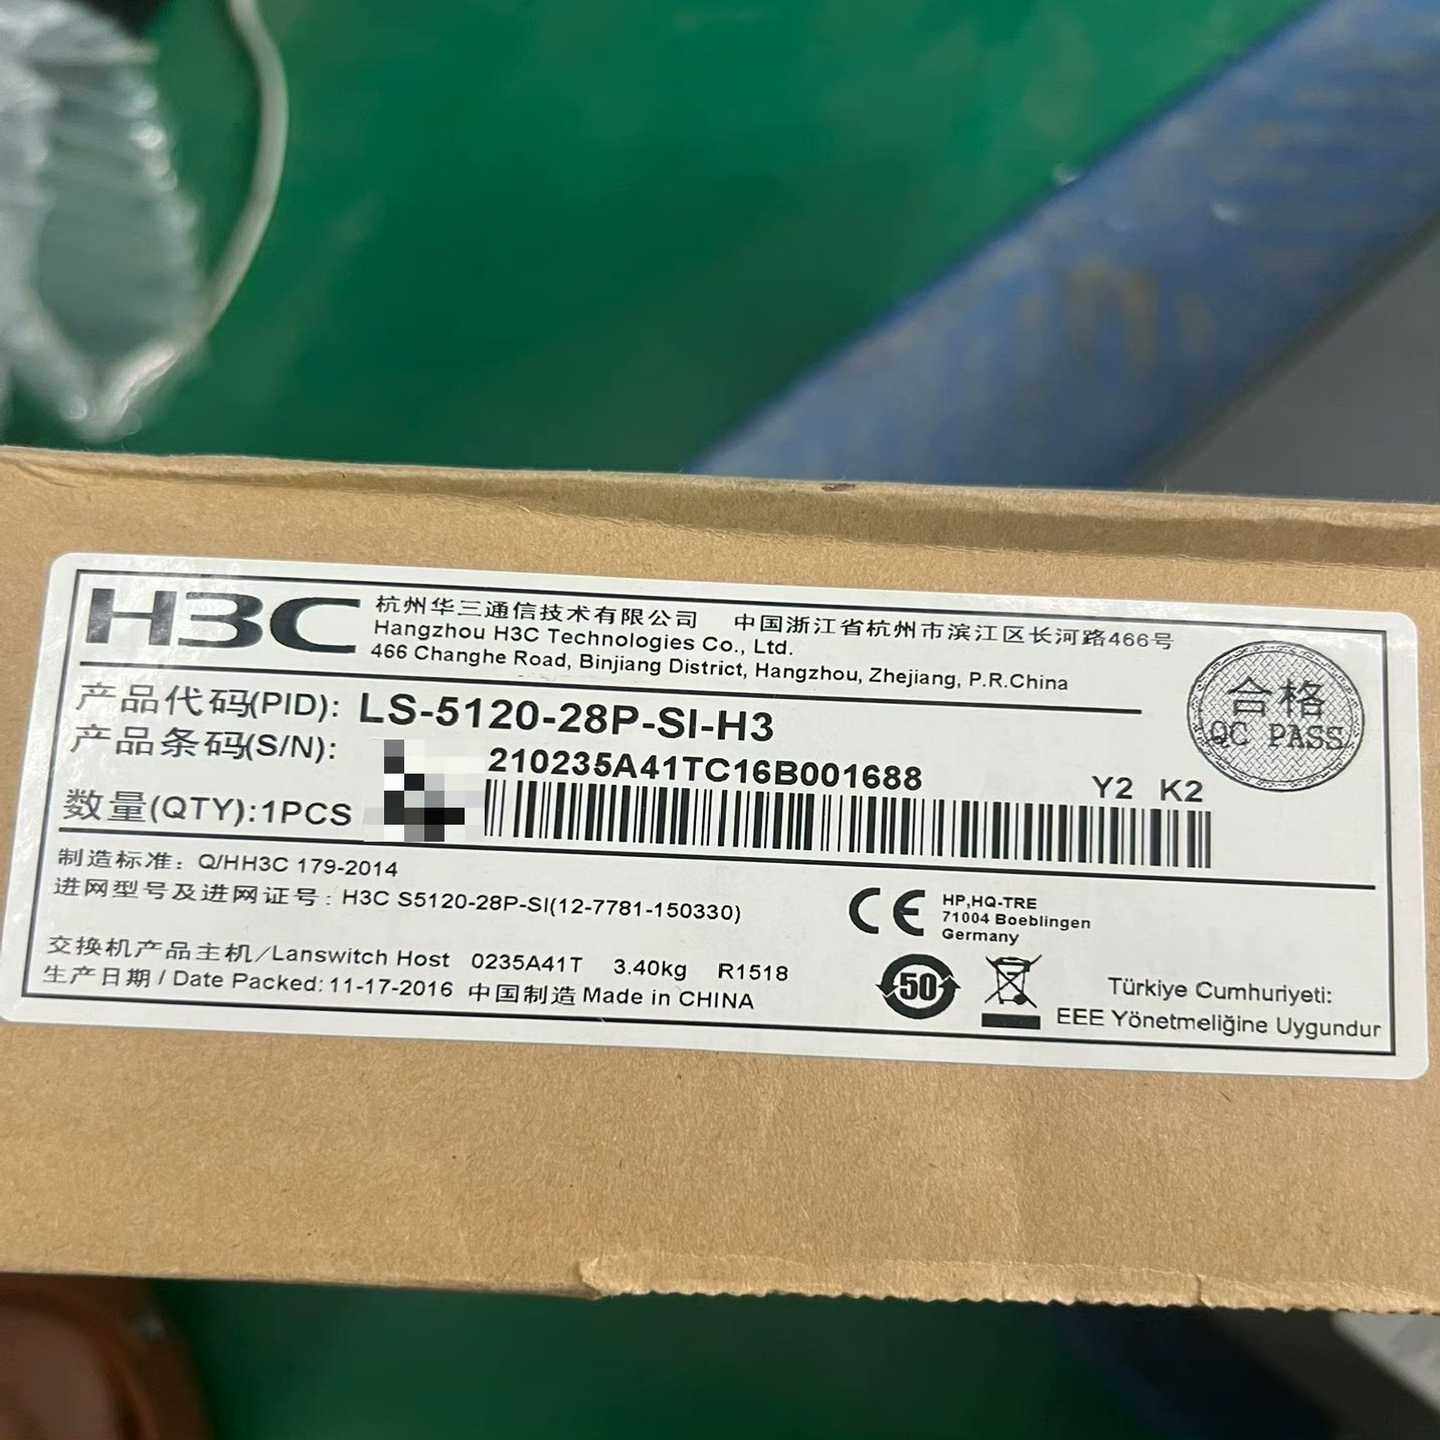 H3C
杭州华三通信技术有限公司 中国浙江省杭州市滨江区长河路466号
Hangzhou H3C Technologies Co., Ltd.
466 Changhe Road, Binjiang District, Hangzhou, Zhejiang, P.R.China
合格
QC PASS
产品代码(PID): LS-5120-28P-SI-H3
产品条码(S/N): 210235A41TC16B001688 Y2 K2
数量(QTY):1PCS
制造标准: Q/HH3C 179-2014
进网型号及进网证号: H3C S5120-28P-SI(12-7781-150330)
CE
HP,HQ-TRE
71004 Boeblingen
Germany
交换机产品主机/Lanswitch Host 0235A41T 3.40kg R1518
生产日期/Date Packed: 11-17-2016 中国制造 Made in CHINA
50
Türkiye Cumhuriyeti:
EEE Yönetmeliğine Uygundur